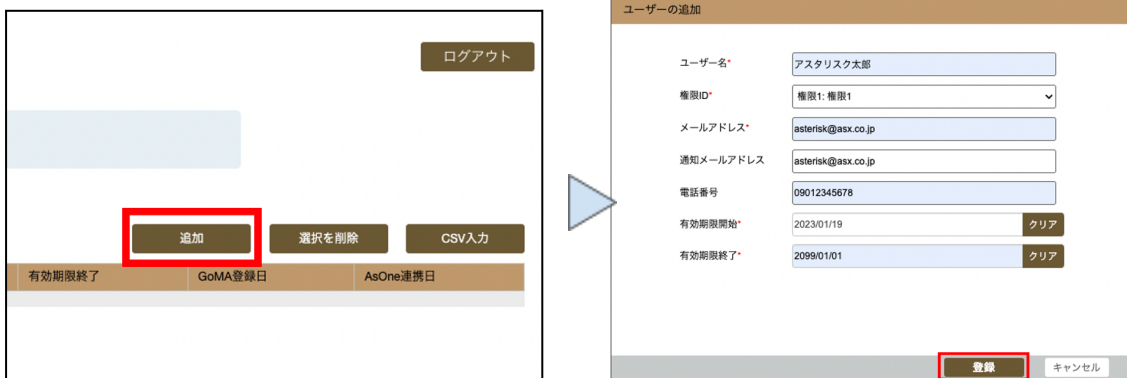 ログアウト
追加
選択を削除
CSV入力
有効期限終了
GoMA登録日
AsOne連携日
ユーザーの追加
ユーザー名*
アスタリスク太郎
権限ID*
権限1: 権限1
メールアドレス*
asterisk@asx.co.jp
通知メールアドレス
asterisk@asx.co.jp
電話番号
09012345678
有効期限開始*
2023/01/19
クリア
有効期限終了*
2099/01/01
クリア
登録
キャンセル